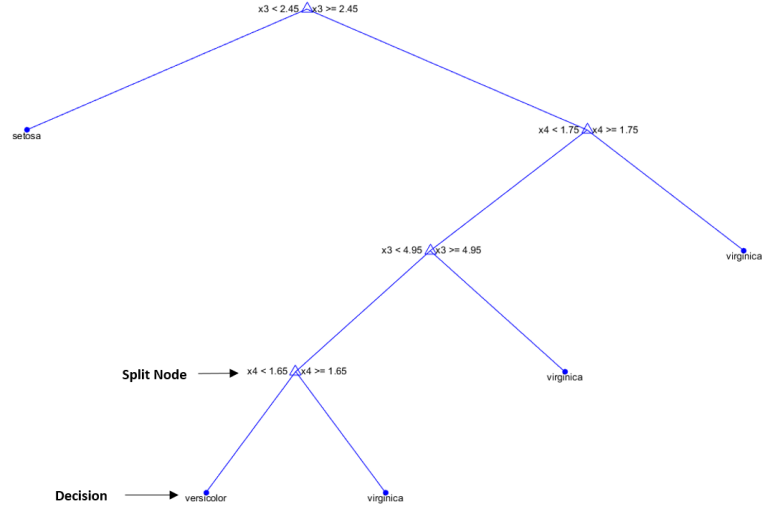 x3 < 2.45 x3 >= 2.45
setosa
x4 < 1.75 x4 >= 1.75
x3 < 4.95 x3 >= 4.95
virginica
Split Node
x4 < 1.65 x4 >= 1.65
virginica
Decision
versicolor
virginica